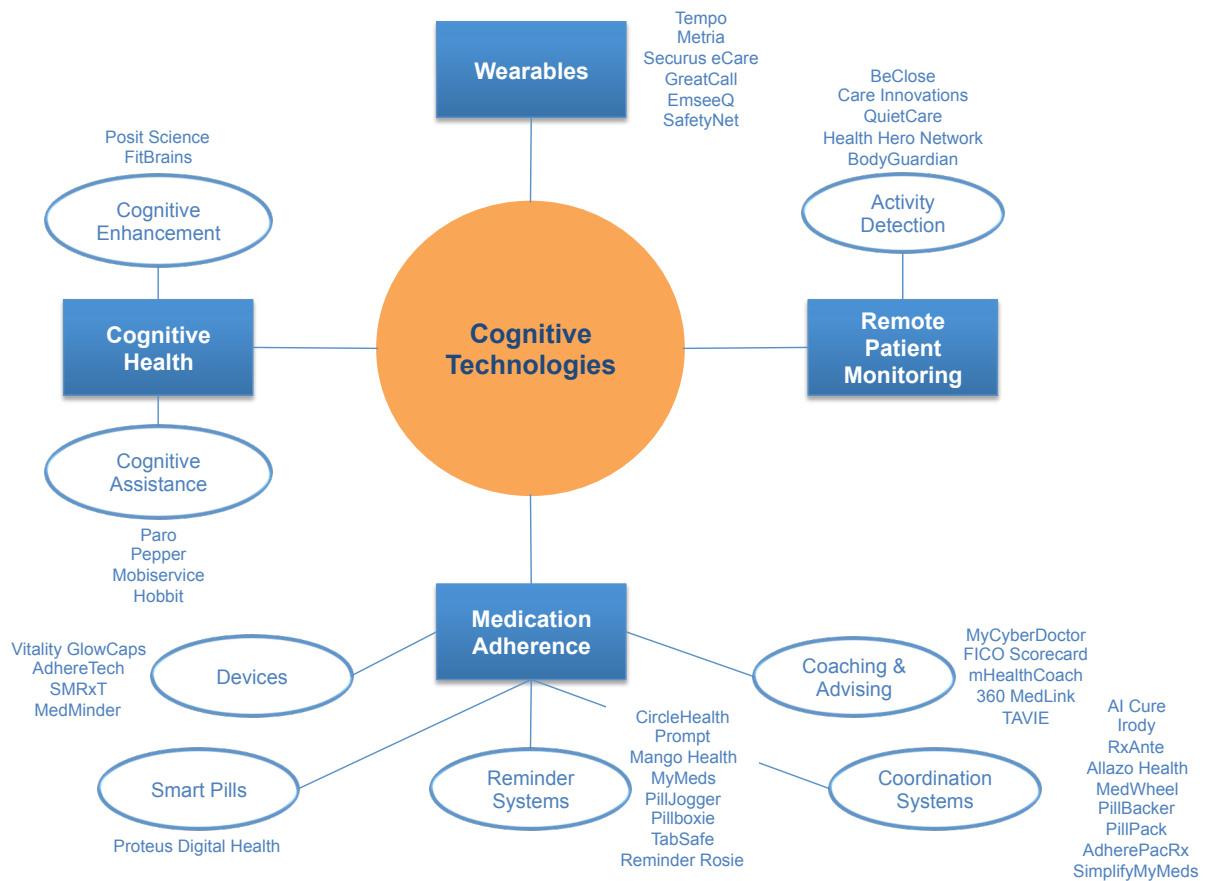 Tempo
Metria
Securus eCare
GreatCall
EmseeQ
SafetyNet
Wearables
BeClose
Care Innovations
QuietCare
Health Hero Network
BodyGuardian
Posit Science
FitBrains
Cognitive
Enhancement
Activity
Detection
Cognitive
Health
Cognitive
Technologies
Remote
Patient
Monitoring
Cognitive
Assistance
Paro
Pepper
Mobiservice
Hobbit
Medication
Adherence
Vitality GlowCaps
AdhereTech
SMRxT
MedMinder
Devices
Coaching &
Advising
MyCyberDoctor
FICO Scorecard
mHealthCoach
360 MedLink
TAVIE
Smart Pills
Proteus Digital Health
Reminder
Systems
CircleHealth
Prompt
Mango Health
MyMeds
PillJogger
Pillboxie
TabSafe
Reminder Rosie
Coordination
Systems
AI Cure
Irody
RxAnte
Allazo Health
MedWheel
PillBacker
PillPack
AdherePacRx
SimplifyMyMeds